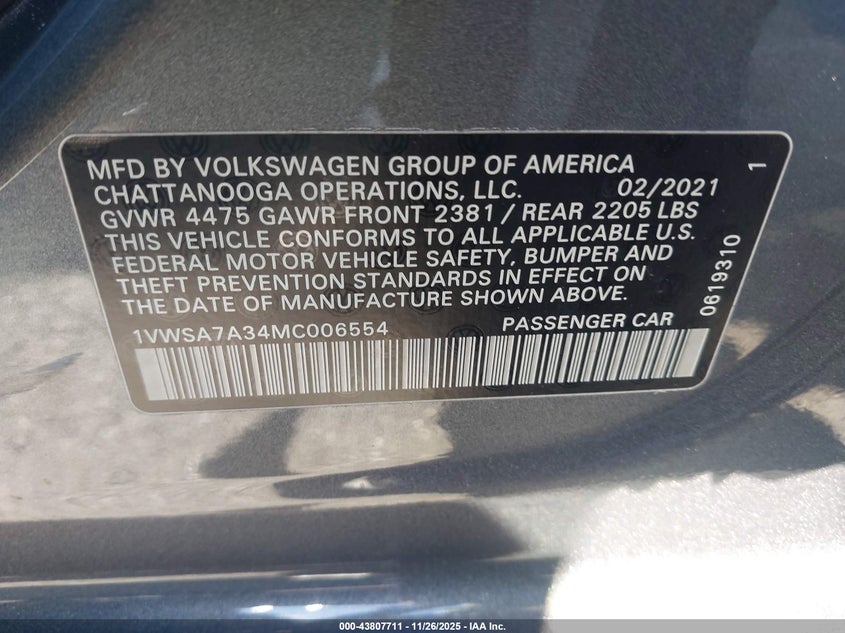 MFD BY VOLKSWAGEN GROUP OF AMERICA
CHATTANOOGA OPERATIONS, LLC. 02/2021
GVWR 4475 GAWR FRONT 2381 / REAR 2205 LBS
THIS VEHICLE CONFORMS TO ALL APPLICABLE U.S.
FEDERAL MOTOR VEHICLE SAFETY, BUMPER AND
THEFT PREVENTION STANDARDS IN EFFECT ON
THE DATE OF MANUFACTURE SHOWN ABOVE.
1VWSA7A34MC006554 PASSENGER CAR
0619310 1
000-43807711 - 11/26/2025 - IAA Inc.